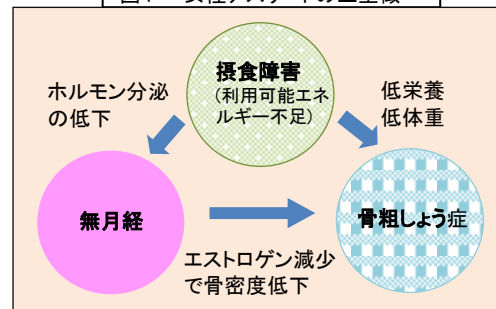 摂食障害
(利用可能エネ
ルギー不足)
ホルモン分泌
の低下
低栄養
低体重
無月経
骨粗しょう症
エストロゲン減少
で骨密度低下